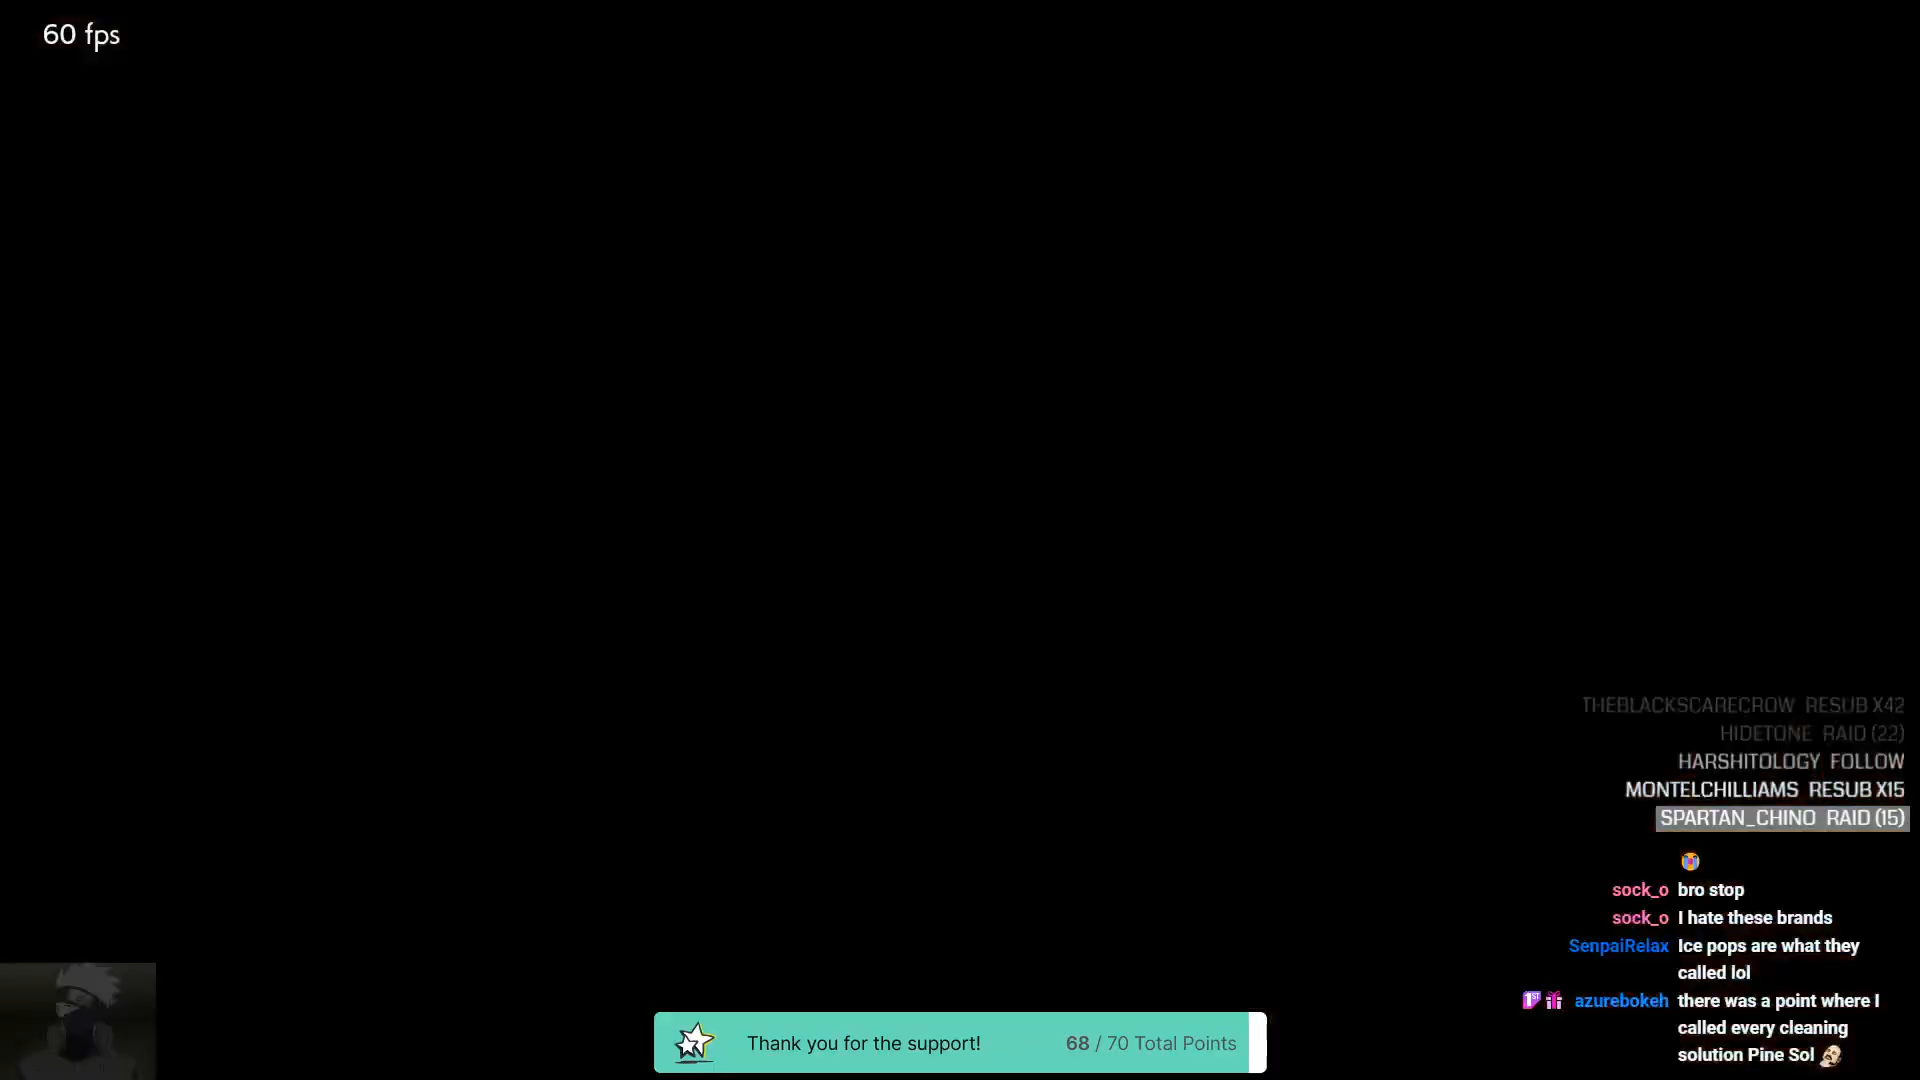 60 fps
THEBLACKSCARECROW RESUB X42
HIDETONE RAID (22)
HARSHITOLOGY FOLLOW
MONTELCHILLIAMS RESUB X15
SPARTAN_CHINO RAID (15)
sock_o bro stop
sock_o I hate these brands
SenpaiRelax Ice pops are what they
called lol
1ST azurebokeh there was a point where I
called every cleaning
solution Pine Sol
Thank you for the support! 68 / 70 Total Points